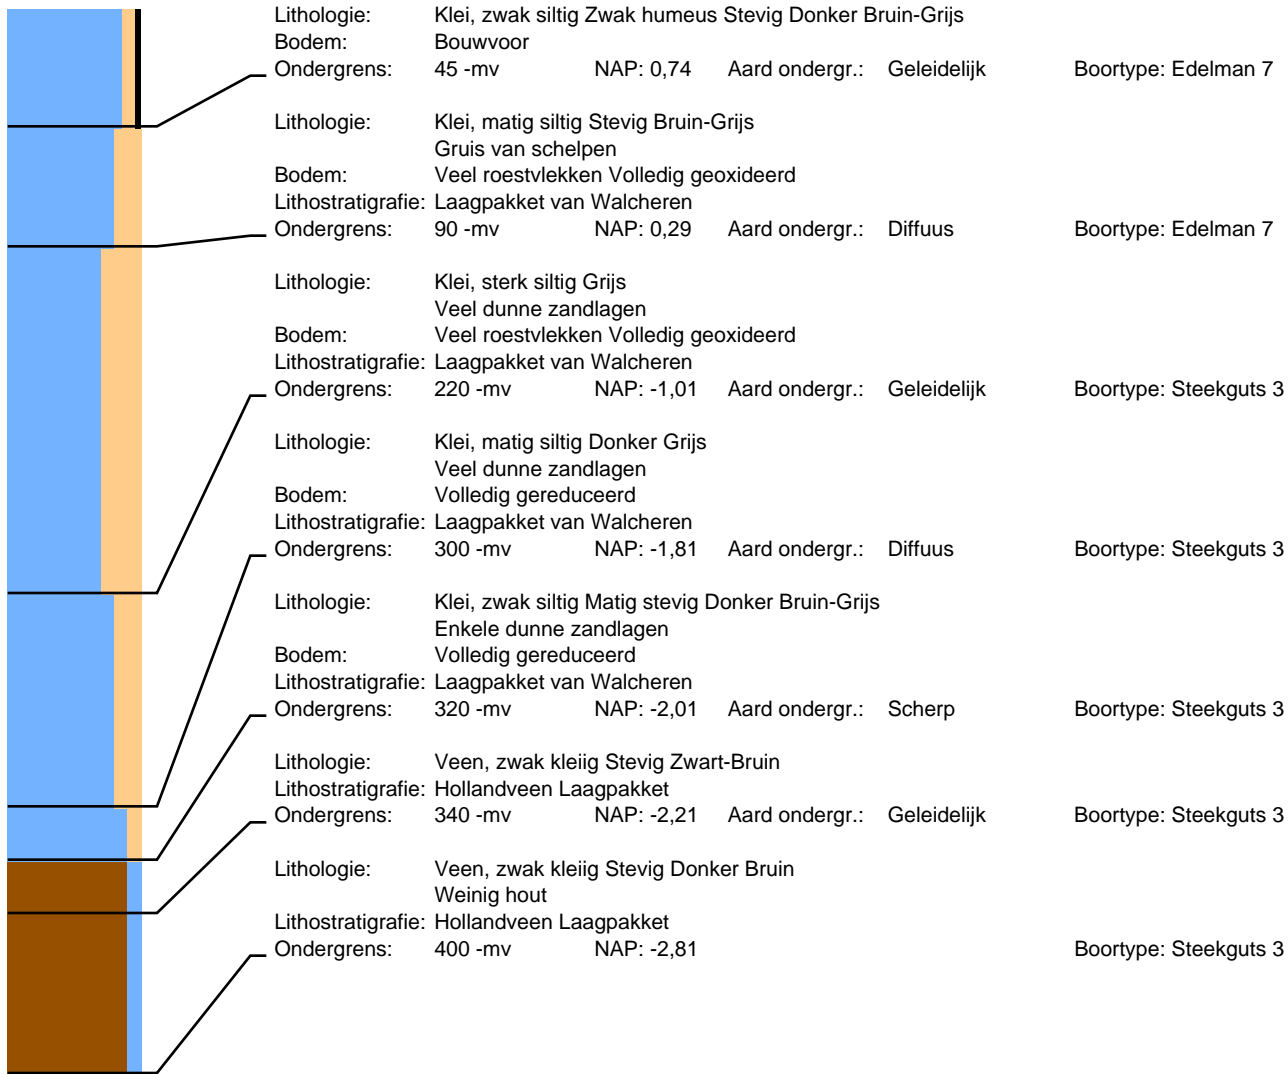 Lithologie: Klei, zwak siltig Zwak humeus Stevig Donker Bruin-Grijs
Bodem: Bouwvoor
Ondergrens: 45 -mv NAP: 0,74 Aard ondergr.: Geleidelijk Boortype: Edelman 7
Lithologie: Klei, matig siltig Stevig Bruin-Grijs
Gruis van schelpen
Bodem: Veel roestvlekken Volledig geoxideerd
Lithostratigrafie: Laagpakket van Walcheren
Ondergrens: 90 -mv NAP: 0,29 Aard ondergr.: Diffuus Boortype: Edelman 7
Lithologie: Klei, sterk siltig Grijs
Veel dunne zandlagen
Bodem: Veel roestvlekken Volledig geoxideerd
Lithostratigrafie: Laagpakket van Walcheren
Ondergrens: 220 -mv NAP: -1,01 Aard ondergr.: Geleidelijk Boortype: Steekguts 3
Lithologie: Klei, matig siltig Donker Grijs
Veel dunne zandlagen
Bodem: Volledig gereduceerd
Lithostratigrafie: Laagpakket van Walcheren
Ondergrens: 300 -mv NAP: -1,81 Aard ondergr.: Diffuus Boortype: Steekguts 3
Lithologie: Klei, zwak siltig Matig stevig Donker Bruin-Grijs
Enkele dunne zandlagen
Bodem: Volledig gereduceerd
Lithostratigrafie: Laagpakket van Walcheren
Ondergrens: 320 -mv NAP: -2,01 Aard ondergr.: Scherp Boortype: Steekguts 3
Lithologie: Veen, zwak kleiig Stevig Zwart-Bruin
Lithostratigrafie: Hollandveen Laagpakket
Ondergrens: 340 -mv NAP: -2,21 Aard ondergr.: Geleidelijk Boortype: Steekguts 3
Lithologie: Veen, zwak kleiig Stevig Donker Bruin
Weinig hout
Lithostratigrafie: Hollandveen Laagpakket
Ondergrens: 400 -mv NAP: -2,81 Boortype: Steekguts 3